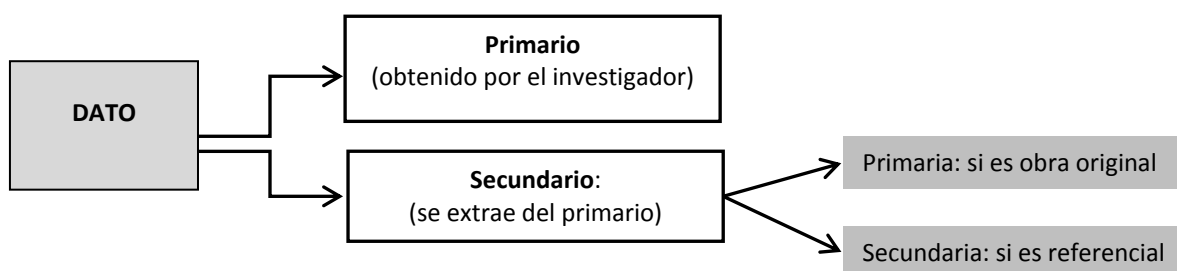 DATO
Primario
(obtenido por el investigador)
Secundario:
(se extrae del primario)
Primaria: si es obra original
Secundaria: si es referencial